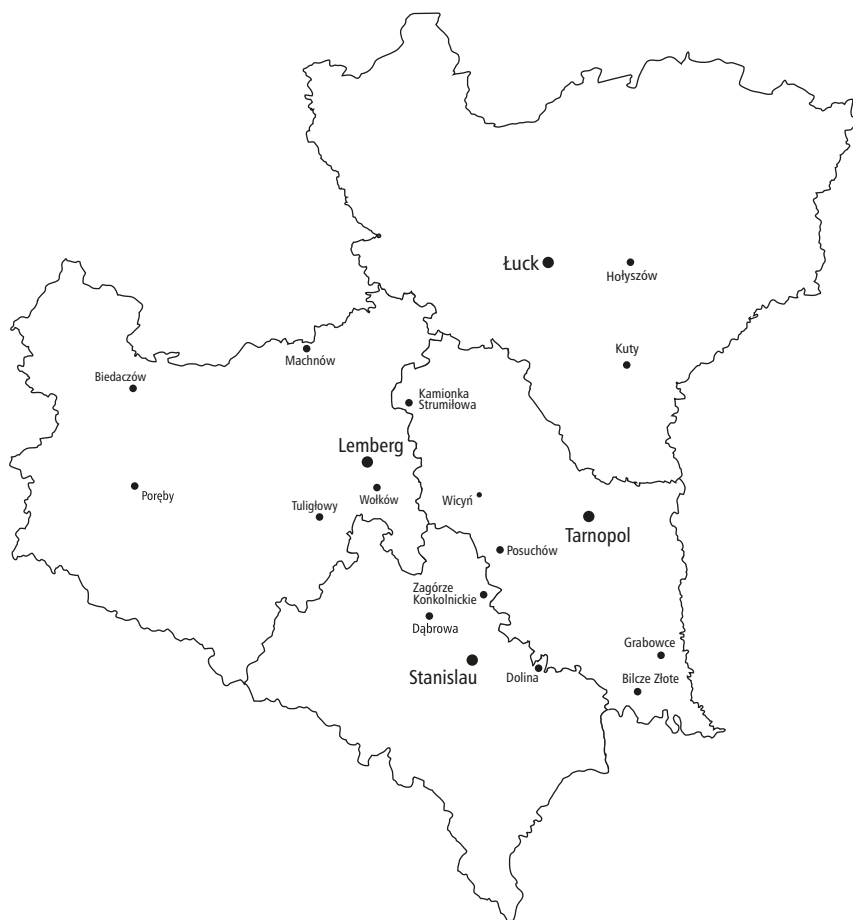 Łuck
Hołyszów
Kuty
Machnów
Biedaczów
Kamionka
Strumiłowa
Lemberg
Poręby
Wołków
Wicyń
Tuligłowy
Tarnopol
Posuchów
Zagórze
Konkolnickie
Dąbrowa
Grabowce
Stanislau
Dolina
Bilcze Złote